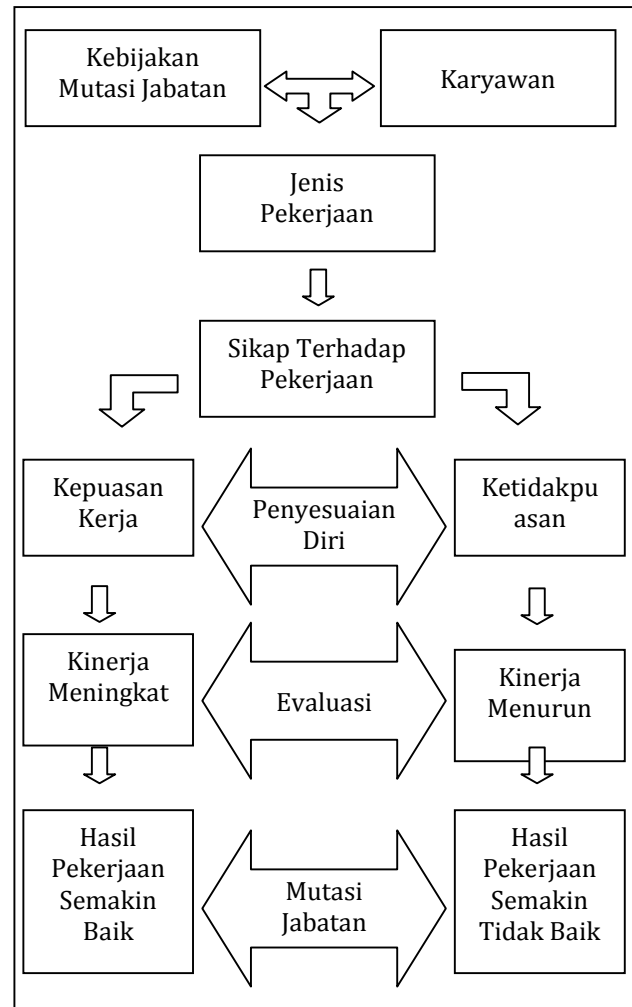 Kebijakan
Mutasi Jabatan
Karyawan
Jenis
Pekerjaan
Sikap Terhadap
Pekerjaan
Kepuasan
Kerja
Penyesuaian
Diri
Ketidakpu
asan
Kinerja
Meningkat
Evaluasi
Kinerja
Menurun
Hasil
Pekerjaan
Semakin
Baik
Mutasi
Jabatan
Hasil
Pekerjaan
Semakin
Tidak Baik